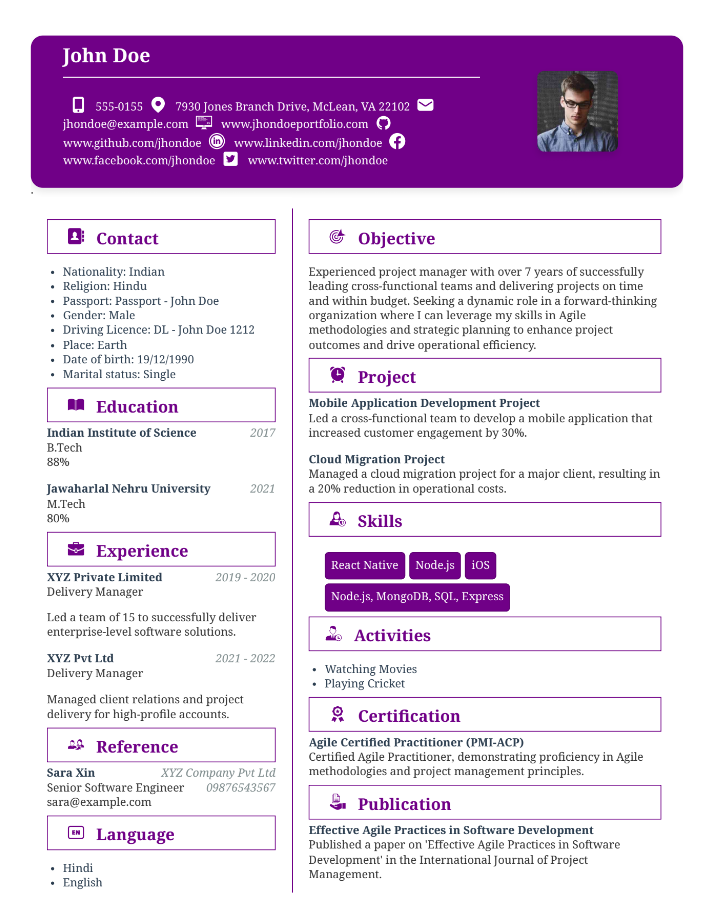 John Doe
555-0155 7930 Jones Branch Drive, McLean, VA 22102
jhondoe@example.com www.jhondoeportfolio.com
www.github.com/jhondoe www.linkedin.com/jhondoe
www.facebook.com/jhondoe www.twitter.com/jhondoe
.
Contact
Nationality: Indian
Religion: Hindu
Passport: Passport - John Doe
Gender: Male
Driving Licence: DL - John Doe 1212
Place: Earth
Date of birth: 19/12/1990
Marital status: Single
Education
Indian Institute of Science 2017
B.Tech
88%
Jawaharlal Nehru University 2021
M.Tech
80%
Experience
XYZ Private Limited 2019 - 2020
Delivery Manager
Led a team of 15 to successfully deliver
enterprise-level software solutions.
XYZ Pvt Ltd 2021 - 2022
Delivery Manager
Managed client relations and project
delivery for high-profile accounts.
Reference
Sara Xin XYZ Company Pvt Ltd
Senior Software Engineer 09876543567
sara@example.com
EN Language
Hindi
English
Objective
Experienced project manager with over 7 years of successfully
leading cross-functional teams and delivering projects on time
and within budget. Seeking a dynamic role in a forward-thinking
organization where I can leverage my skills in Agile
methodologies and strategic planning to enhance project
outcomes and drive operational efficiency.
Project
Mobile Application Development Project
Led a cross-functional team to develop a mobile application that
increased customer engagement by 30%.
Cloud Migration Project
Managed a cloud migration project for a major client, resulting in
a 20% reduction in operational costs.
Skills
React Native Node.js iOS
Node.js, MongoDB, SQL, Express
Activities
Watching Movies
Playing Cricket
Certification
Agile Certified Practitioner (PMI-ACP)
Certified Agile Practitioner, demonstrating proficiency in Agile
methodologies and project management principles.
Publication
Effective Agile Practices in Software Development
Published a paper on 'Effective Agile Practices in Software
Development' in the International Journal of Project
Management.